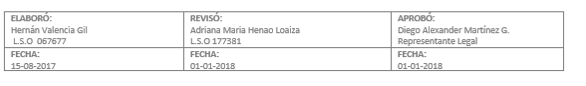 ELABORÓ: REVISÓ: APROBÓ:
Hernán Valencia Gil Adriana Maria Henao Loaiza Diego Alexander Martínez G.
L.S.O 067677 L.S.O 177381 Representante Legal
FECHA: FECHA: FECHA:
15-08-2017 01-01-2018 01-01-2018